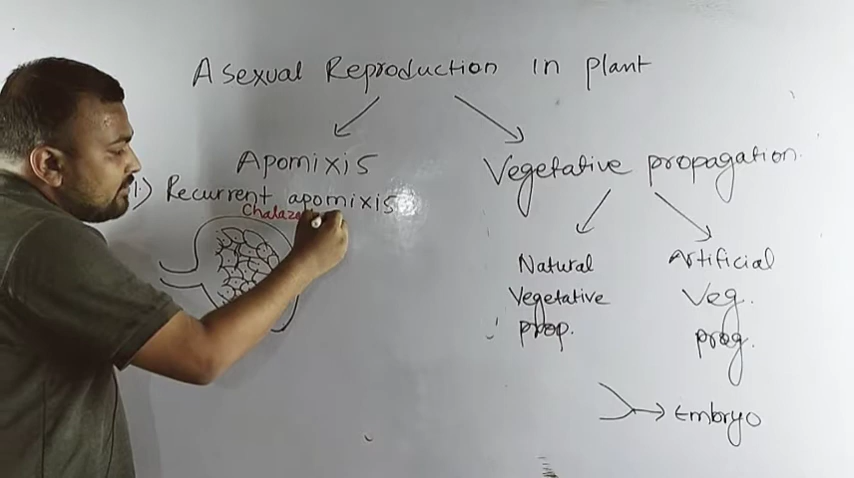 Asexual Reproduction in plant
Apomixis
Vegetative propagation.
1.) Recurrent apomixis
Natural
Vegetative
prop.
Artificial
Veg.
prog.
Embryo